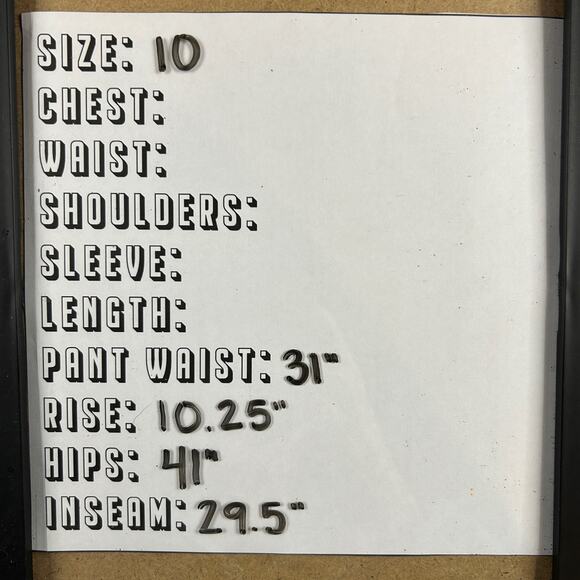 SIZE: 10
CHEST:
WAIST:
SHOULDERS:
SLEEVE:
LENGTH:
PANT WAIST: 31"
RISE: 10.25"
HIPS: 41"
INSEAM: 29.5"